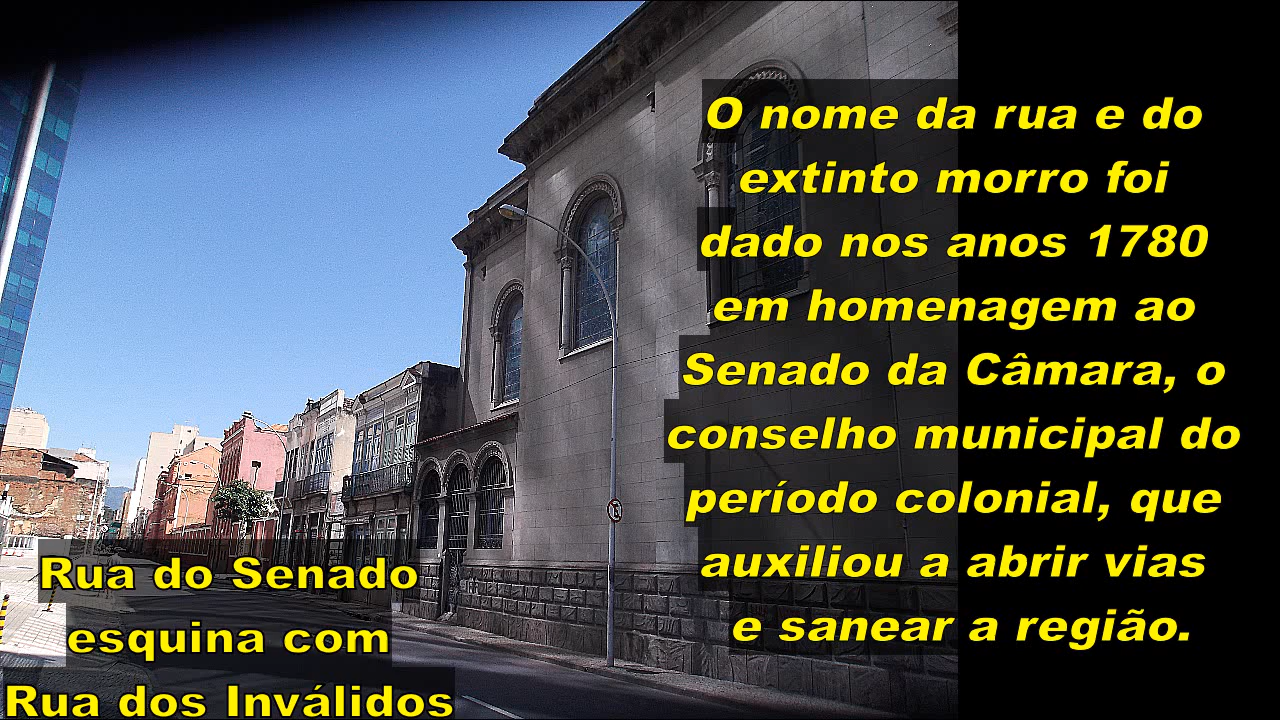 O nome da rua e do
extinto morro foi
dado nos anos 1780
em homenagem ao
Senado da Câmara, o
conselho municipal do
período colonial, que
auxiliou a abrir vias
e sanear a região.
Rua do Senado
esquina com
Rua dos Inválidos